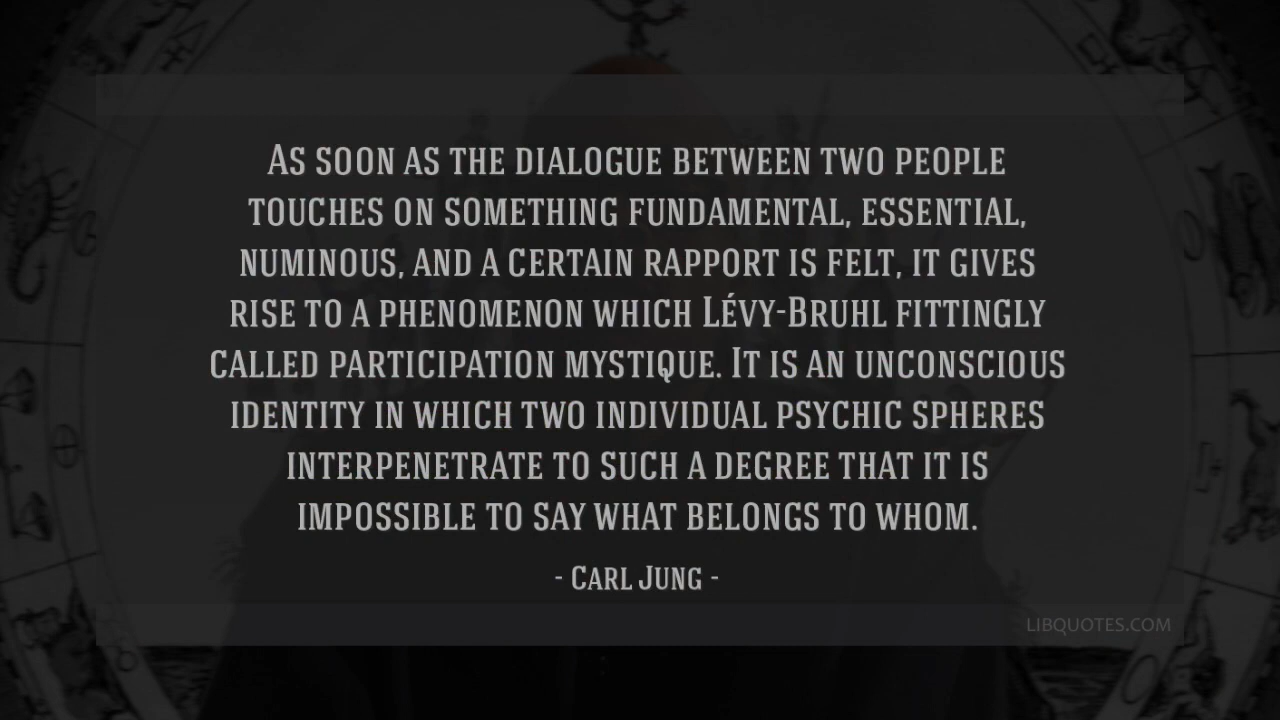 As soon as the dialogue between two people
touches on something fundamental, essential,
numinous, and a certain rapport is felt, it gives
rise to a phenomenon which Lévy-Bruhl fittingly
called participation mystique. It is an unconscious
identity in which two individual psychic spheres
interpenetrate to such a degree that it is
impossible to say what belongs to whom.
- Carl Jung -
LIBQUOTES.COM